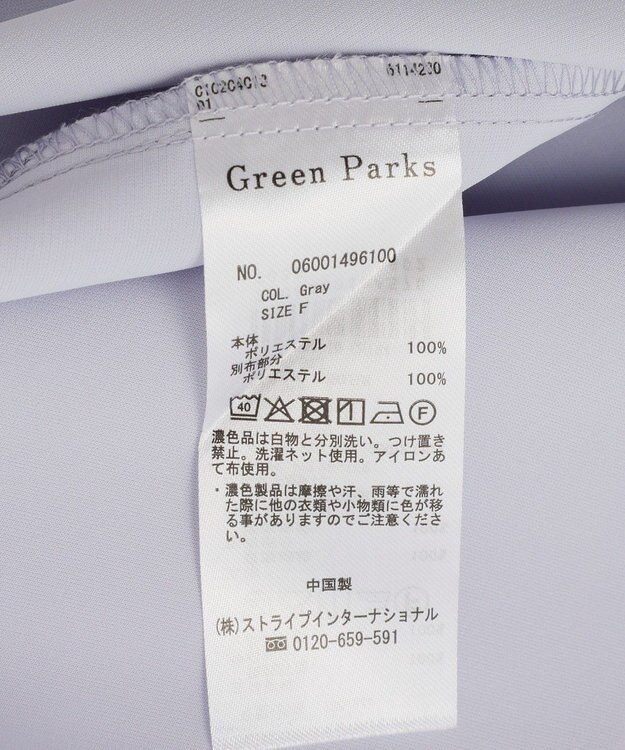 010204013 6114230
01
Green Parks
NO. 06001496100
COL. Gray
SIZE F
本体
ポリエステル 100%
別布部分
ポリエステル 100%
40 F
濃色品は白物と分別洗い。つけ置き
禁止。洗濯ネット使用。アイロンあ
て布使用。
・濃色製品は摩擦や汗、雨等で濡れ
た際に他の衣類や小物類に色が移
る事がありますのでご注意くださ
い。
中国製
(株)ストライプインターナショナル
0120-659-591